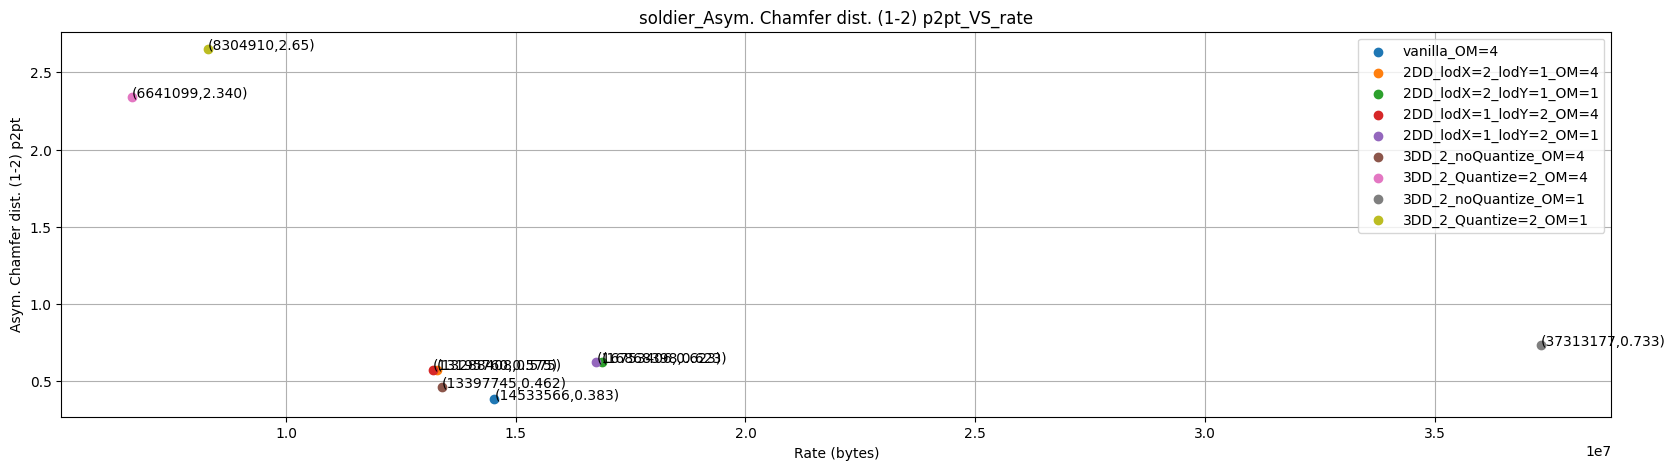 soldier_Asym. Chamfer dist. (1-2) p2pt_VS_rate
(8304910,2.65)
(6641099,2.340)
(37313177,0.733)
(13397745,0.462)
(14533566,0.383)
vanilla_OM=4
2DD_lodX=2_lodY=1_OM=4
2DD_lodX=2_lodY=1_OM=1
2DD_lodX=1_lodY=2_OM=4
2DD_lodX=1_lodY=2_OM=1
3DD_2_noQuantize_OM=4
3DD_2_Quantize=2_OM=4
3DD_2_noQuantize_OM=1
3DD_2_Quantize=2_OM=1
Asym. Chamfer dist. (1-2) p2pt
2.5
2.0
1.5
1.0
0.5
1.0
1.5
2.0
2.5
3.0
3.5
1e7
Rate (bytes)